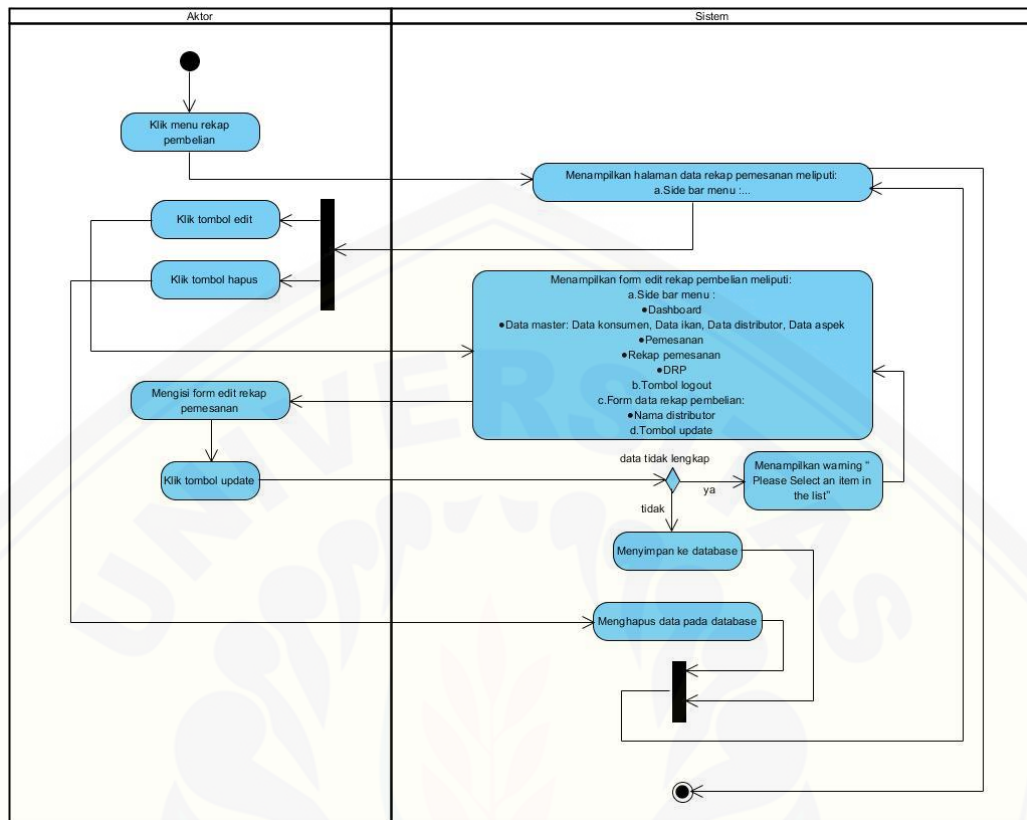 Aktor
Sistem
Klik menu rekap
pembelian
Menampilkan halaman data rekap pemesanan meliputi:
a.Side bar menu :...
Klik tombol edit
Klik tombol hapus
Menampilkan form edit rekap pembelian meliputi:
a.Side bar menu :
●Dashboard
●Data master: Data konsumen, Data ikan, Data distributor, Data aspek
●Pemesanan
●Rekap pemesanan
●DRP
b.Tombol logout
c.Form data rekap pembelian:
●Nama distributor
d.Tombol update
Mengisi form edit rekap
pemesanan
Klik tombol update
data tidak lengkap
ya
tidak
Menampilkan warning "
Please Select an item in
the list"
Menyimpan ke database
Menghapus data pada database
UNIVERSITAS